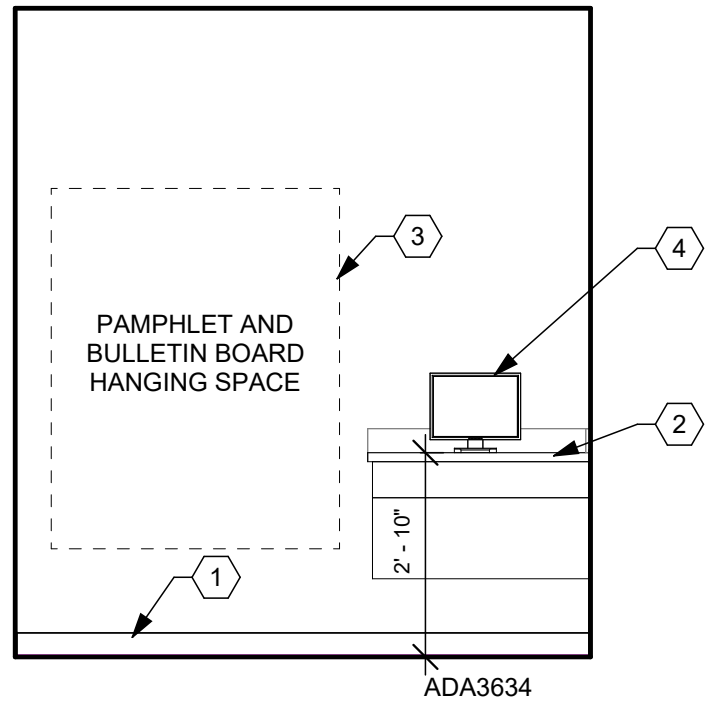 3
4
PAMPHLET AND
BULLETIN BOARD
HANGING SPACE
2
2' - 10"
1
ADA3634